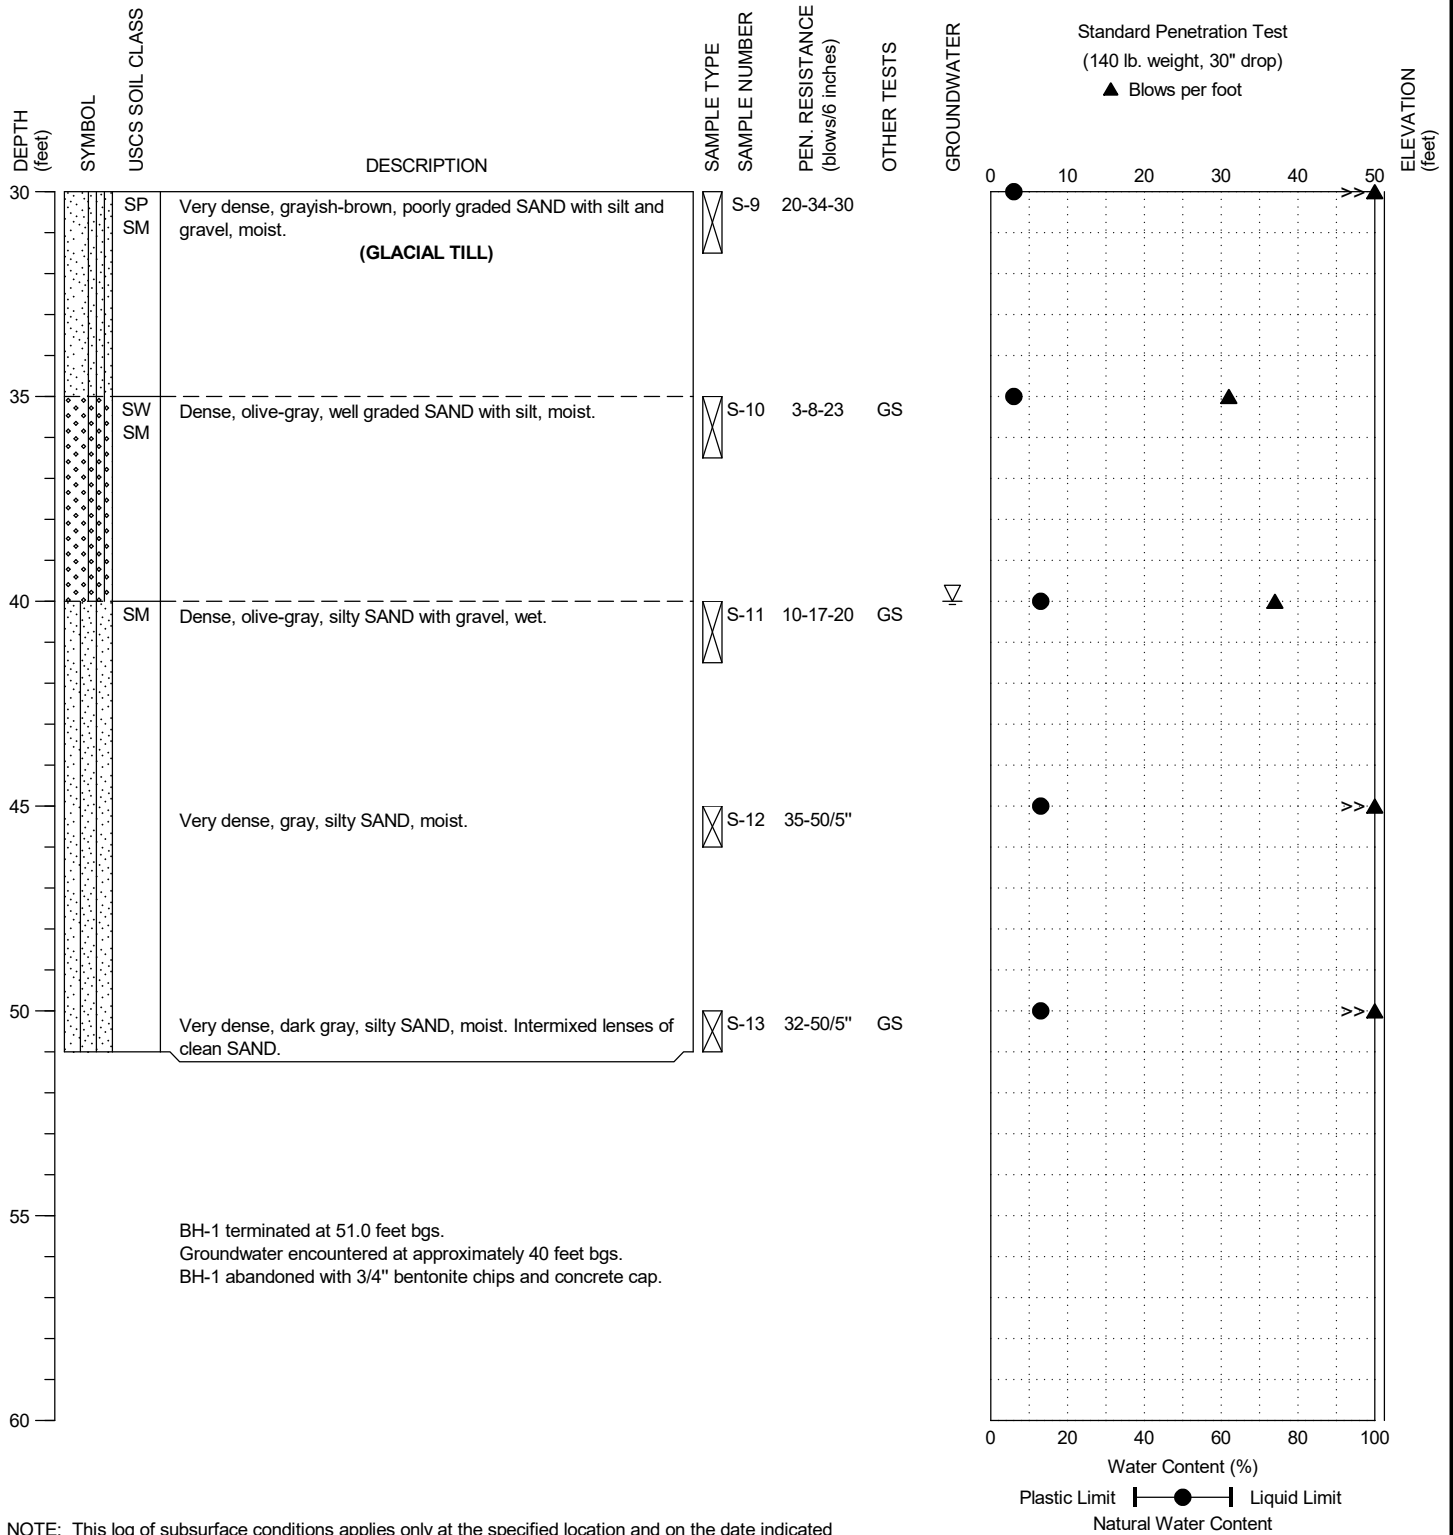 DEPTH
(feet)
SYMBOL
USCS SOIL CLASS
DESCRIPTION
SAMPLE TYPE
SAMPLE NUMBER
PEN. RESISTANCE
(blows/6 inches)
OTHER TESTS
GROUNDWATER
Standard Penetration Test
(140 lb. weight, 30" drop)
▲ Blows per foot
ELEVATION
(feet)
0 10 20 30 40 50
30
SP
SM
Very dense, grayish-brown, poorly graded SAND with silt and
gravel, moist.
(GLACIAL TILL)
S-9 20-34-30
>>
35
SW
SM
Dense, olive-gray, well graded SAND with silt, moist.
S-10 3-8-23 GS
40
SM
Dense, olive-gray, silty SAND with gravel, wet.
S-11 10-17-20 GS
45
Very dense, gray, silty SAND, moist.
S-12 35-50/5"
>>
50
Very dense, dark gray, silty SAND, moist. Intermixed lenses of
clean SAND.
S-13 32-50/5" GS
>>
55
BH-1 terminated at 51.0 feet bgs.
Groundwater encountered at approximately 40 feet bgs.
BH-1 abandoned with 3/4" bentonite chips and concrete cap.
60
0 20 40 60 80 100
Water Content (%)
Plastic Limit Liquid Limit
Natural Water Content
NOTE: This log of subsurface conditions applies only at the specified location and on the date indicated